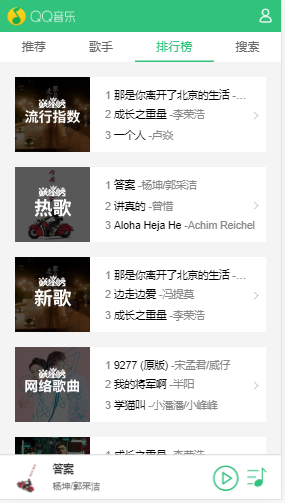 QQ音乐
推荐 歌手 排行榜 搜索
巅峰榜
流行指数
1 那是你离开了北京的生活 -...
2 成长之重量 -李荣浩
3 一个人 -卢焱
巅峰榜
热歌
1 答案 -杨坤/郭采洁
2 讲真的 -曾惜
3 Aloha Heja He -Achim Reichel
巅峰榜
新歌
1 那是你离开了北京的生活 -...
2 边走边爱 -冯提莫
3 成长之重量 -李荣浩
巅峰榜
网络歌曲
1 9277 (原版) -宋孟君/威仔
2 我的将军啊 -半阳
3 学猫叫 -小潘潘/小峰峰
1 成长之重量 -李荣浩
答案
杨坤/郭采洁